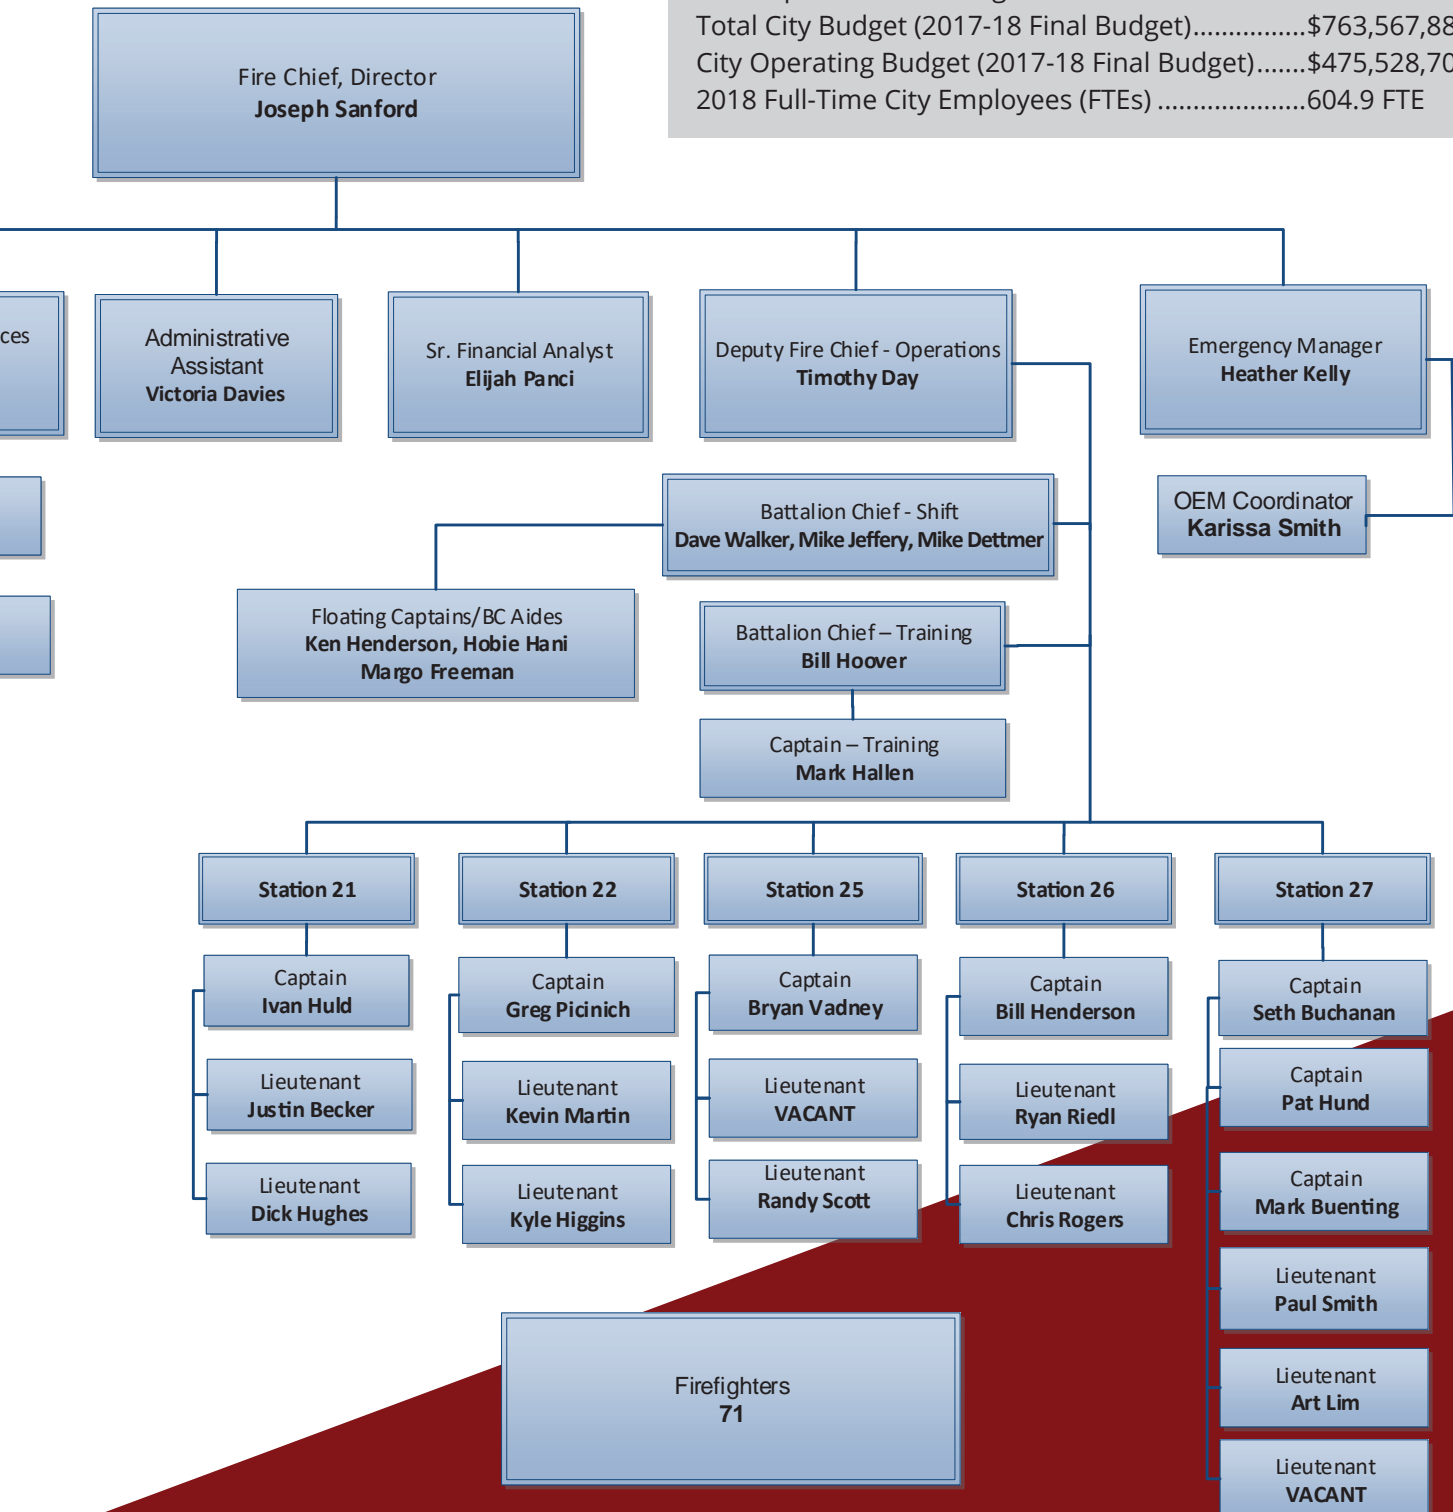 Total City Budget (2017-18 Final Budget)................$763,567,88
City Operating Budget (2017-18 Final Budget).......$475,528,70
2018 Full-Time City Employees (FTEs) .....................604.9 FTE
Fire Chief, Director
Joseph Sanford
ces
Administrative
Assistant
Victoria Davies
Sr. Financial Analyst
Elijah Panci
Deputy Fire Chief - Operations
Timothy Day
Emergency Manager
Heather Kelly
OEM Coordinator
Karissa Smith
Battalion Chief - Shift
Dave Walker, Mike Jeffery, Mike Dettmer
Floating Captains/BC Aides
Ken Henderson, Hobie Hani
Margo Freeman
Battalion Chief – Training
Bill Hoover
Captain – Training
Mark Hallen
Station 21
Captain
Ivan Huld
Lieutenant
Justin Becker
Lieutenant
Dick Hughes
Station 22
Captain
Greg Picinich
Lieutenant
Kevin Martin
Lieutenant
Kyle Higgins
Station 25
Captain
Bryan Vadney
Lieutenant
VACANT
Lieutenant
Randy Scott
Station 26
Captain
Bill Henderson
Lieutenant
Ryan Riedl
Lieutenant
Chris Rogers
Station 27
Captain
Seth Buchanan
Captain
Pat Hund
Captain
Mark Buenting
Lieutenant
Paul Smith
Lieutenant
Art Lim
Lieutenant
VACANT
Firefighters
71